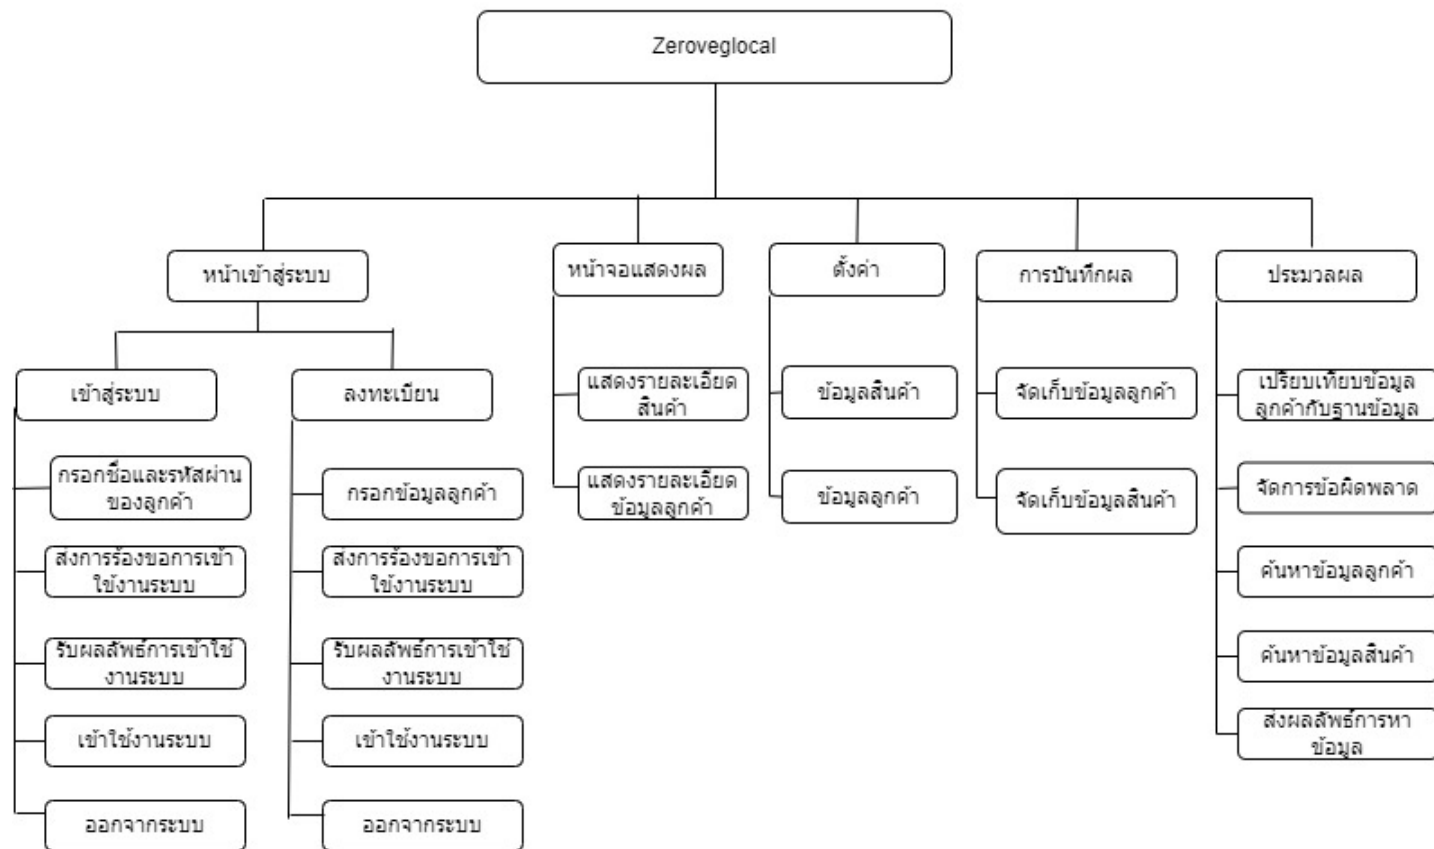 Zeroveglocal
หน้าเข้าสู่ระบบ
หน้าจอแสดงผล
ตั้งค่า
การบันทึกผล
ประมวลผล
เข้าสู่ระบบ
กรอกชื่อและรหัสผ่าน
ของลูกค้า
ส่งการร้องขอการเข้า
ใช้งานระบบ
รับผลลัพธ์การเข้าใช้
งานระบบ
เข้าใช้งานระบบ
ออกจากระบบ
ลงทะเบียน
กรอกข้อมูลลูกค้า
ส่งการร้องขอการเข้า
ใช้งานระบบ
รับผลลัพธ์การเข้าใช้
งานระบบ
เข้าใช้งานระบบ
ออกจากระบบ
แสดงรายละเอียด
สินค้า
แสดงรายละเอียด
ข้อมูลลูกค้า
ข้อมูลสินค้า
ข้อมูลลูกค้า
จัดเก็บข้อมูลลูกค้า
จัดเก็บข้อมูลสินค้า
เปรียบเทียบข้อมูล
ลูกค้ากับฐานข้อมูล
จัดการข้อผิดพลาด
ค้นหาข้อมูลลูกค้า
ค้นหาข้อมูลสินค้า
ส่งผลลัพธ์การหา
ข้อมูล